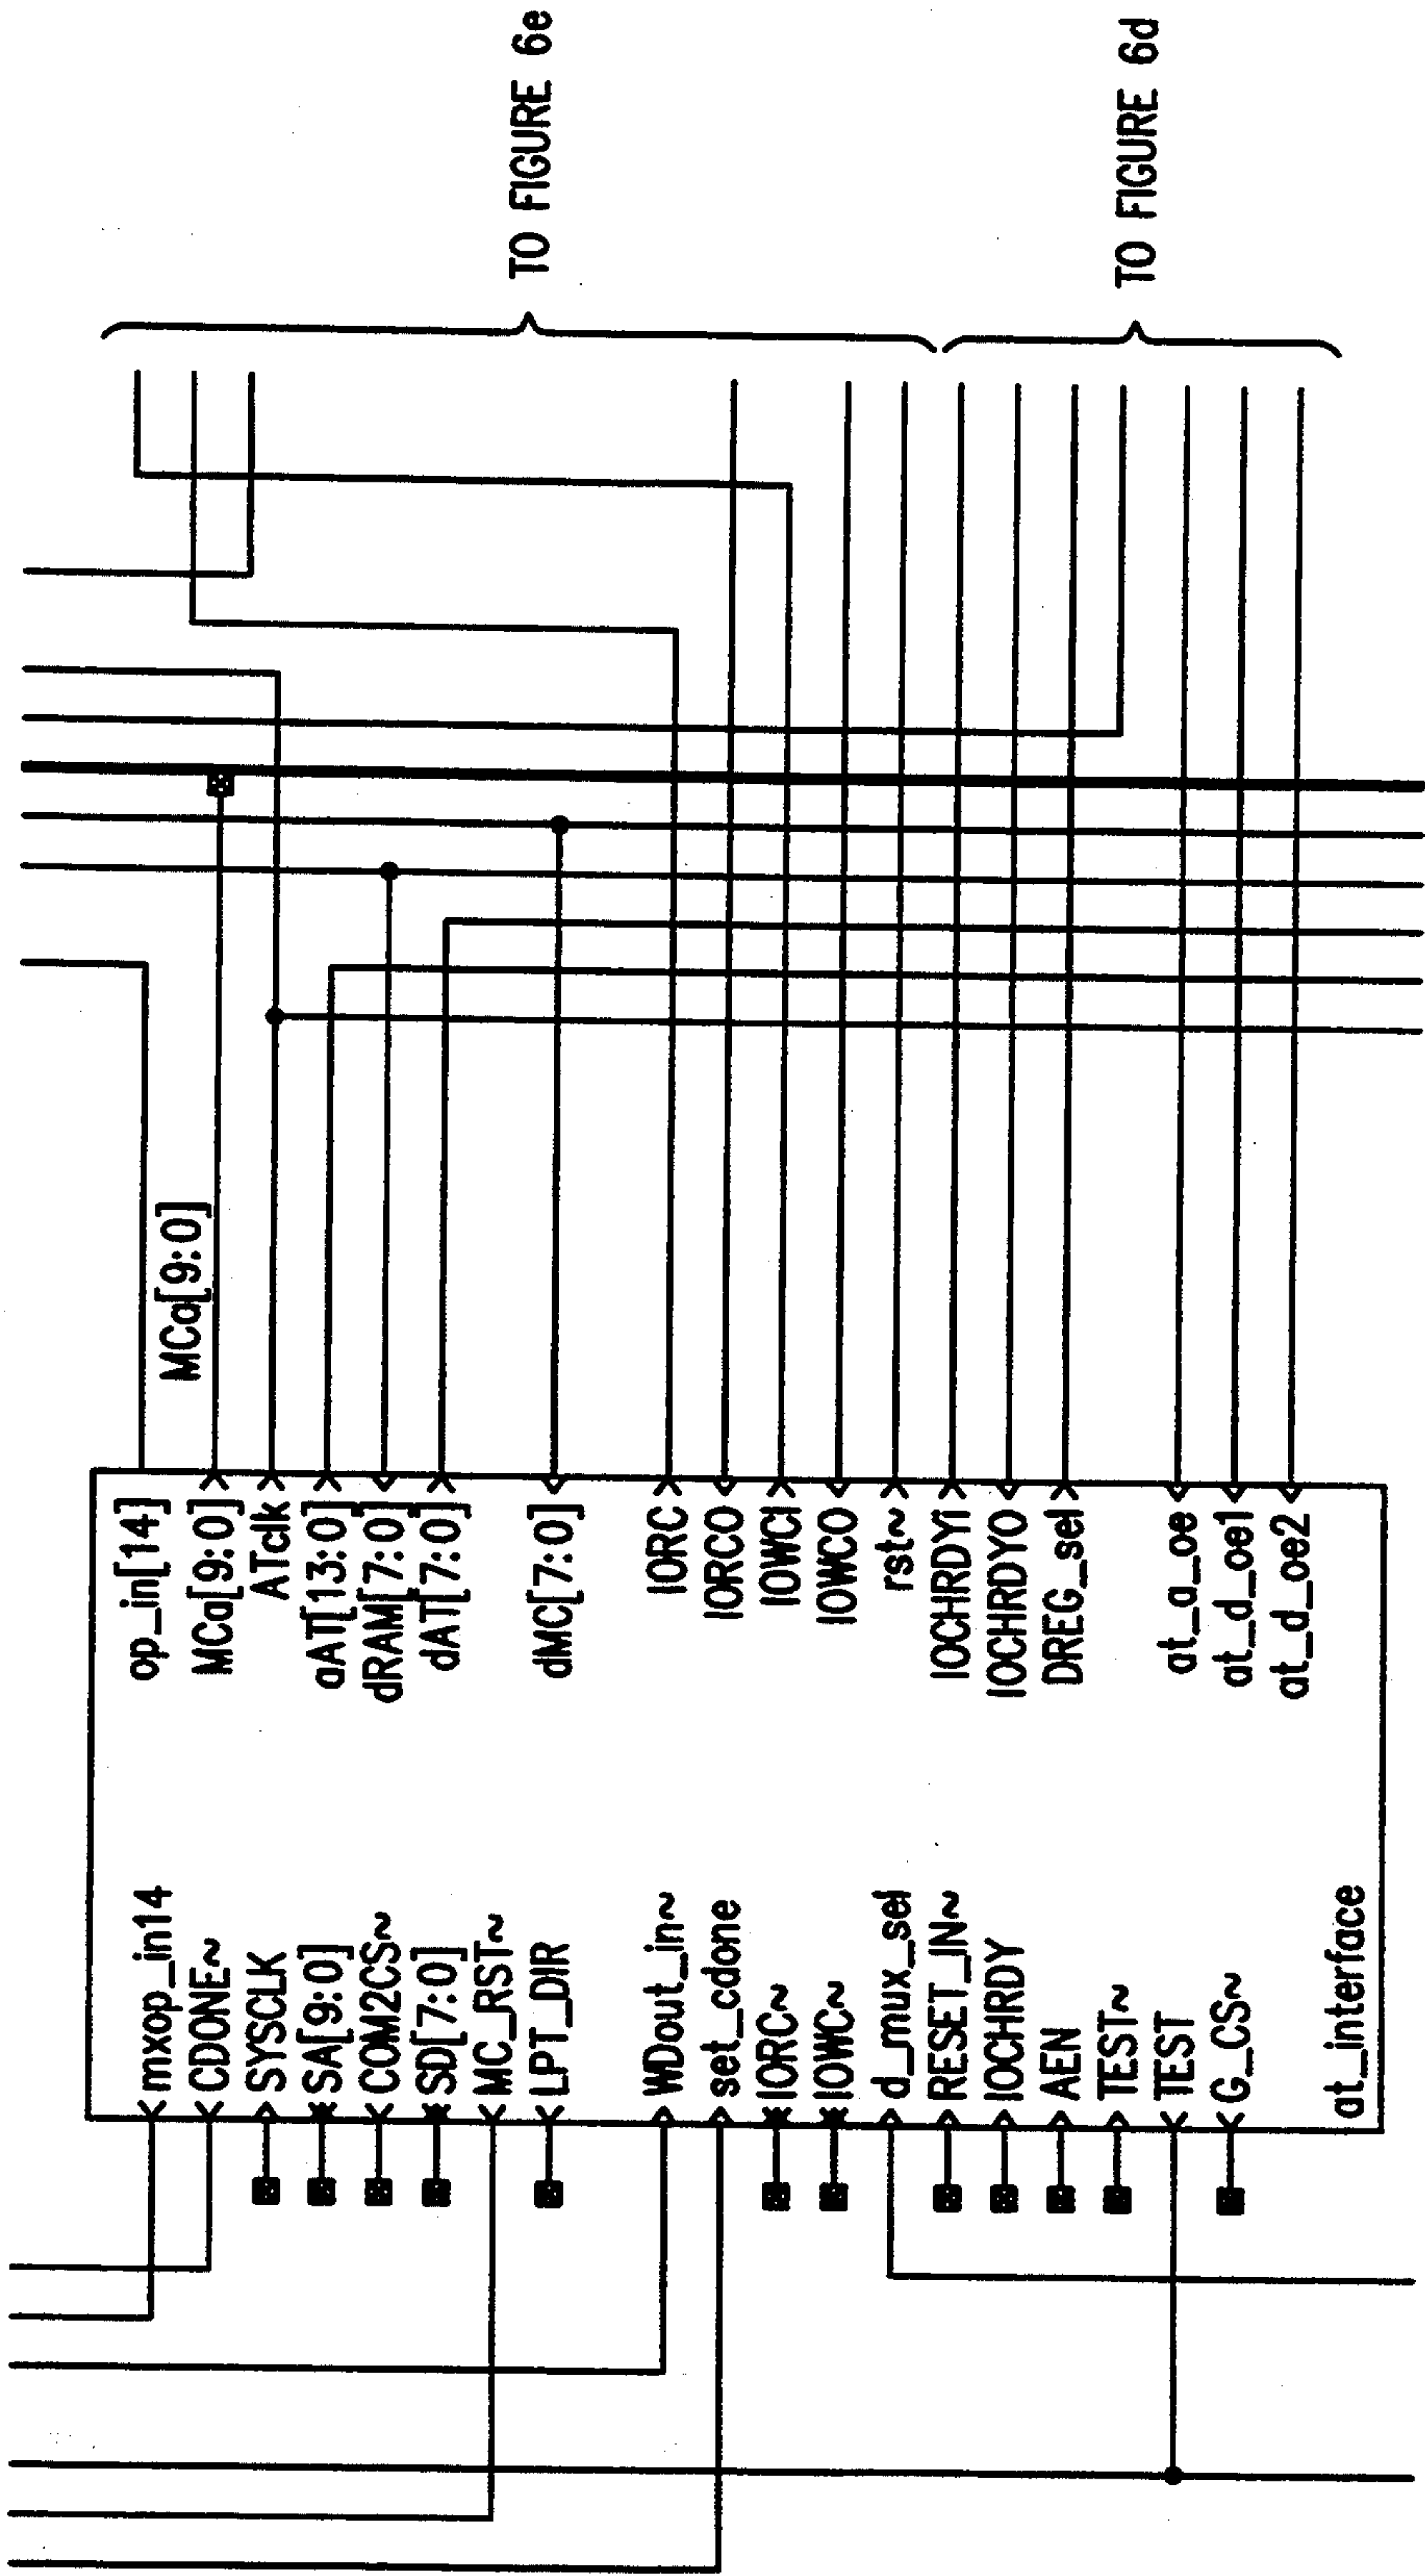 TO FIGURE 6e
TO FIGURE 6d
MCa[9:0]
op_in[14]
MCa[9:0]
ATclk
aAT[13:0]
dRAM[7:0]
dAT[7:0]
dMC[7:0]
IORC
IORCO
IOWCI
IOWCO
rst~
IOCHRDYi
IOCHRDYO
DREG_sel
at_a_oe
at_d_oe1
at_d_oe2
mxop_in14
CDONE~
SYSCLK
SA[9:0]
COM2CS~
SD[7:0]
MC_RST~
LPT_DIR
WDout_in~
set_cdone
IORC~
IOWC~
d_mux_sel
RESET_IN~
IOCHRDY
AEN
TEST~
TEST
G_CS~
at_interface